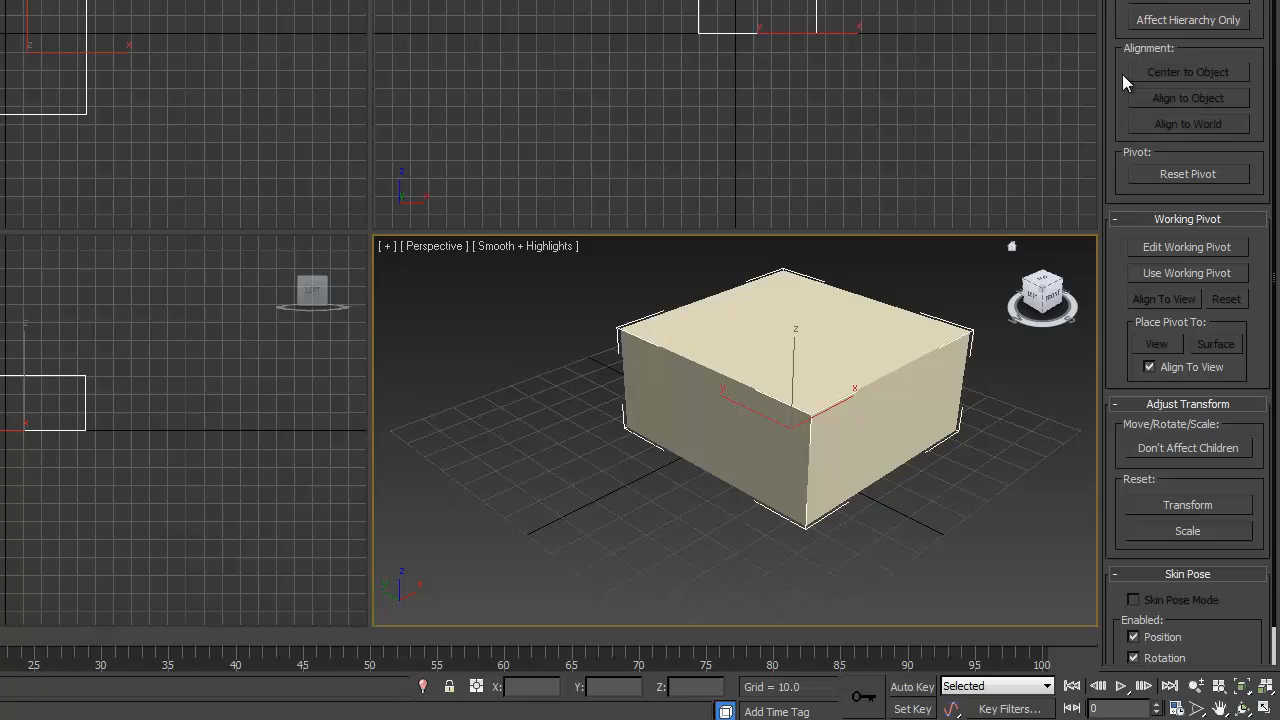 Affect Hierarchy Only
Alignment:
Center to Object
Align to Object
Align to World
Pivot:
Reset Pivot
- Working Pivot
Edit Working Pivot
Use Working Pivot
Align To View Reset
Place Pivot To:
View Surface
Align To View
- Adjust Transform
Move/Rotate/Scale:
Don't Affect Children
Reset:
Transform
Scale
- Skin Pose
Skin Pose Mode
Enabled:
Position
Rotation
z x
y x
z
x
[ + ] [ Perspective ] [ Smooth + Highlights ]
LEFT
LEFT FRONT
z
y x
z
x
25 30 35 40 45 50 55 60 65 70 75 80 85 90 95 100
X: Y: Z: Grid = 10.0 Auto Key Selected
Add Time Tag Set Key Key Filters... 0